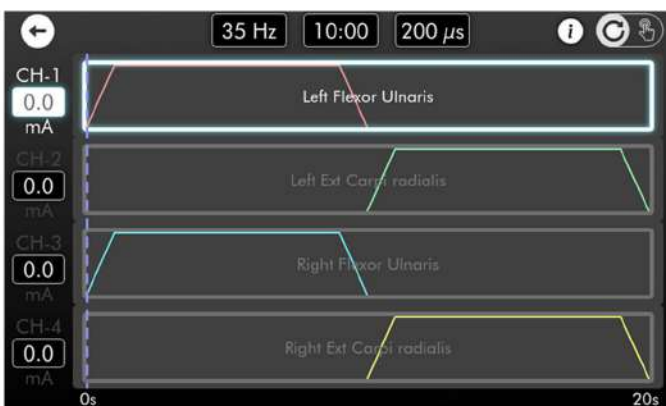 35 Hz 10:00 200 µs i
CH-1
0.0
mA
Left Flexor Ulnaris
CH-2
0.0
mA
Left Ext Carpi radialis
CH-3
0.0
mA
Right Flexor Ulnaris
CH-4
0.0
mA
Right Ext Carpi radialis
0s 20s